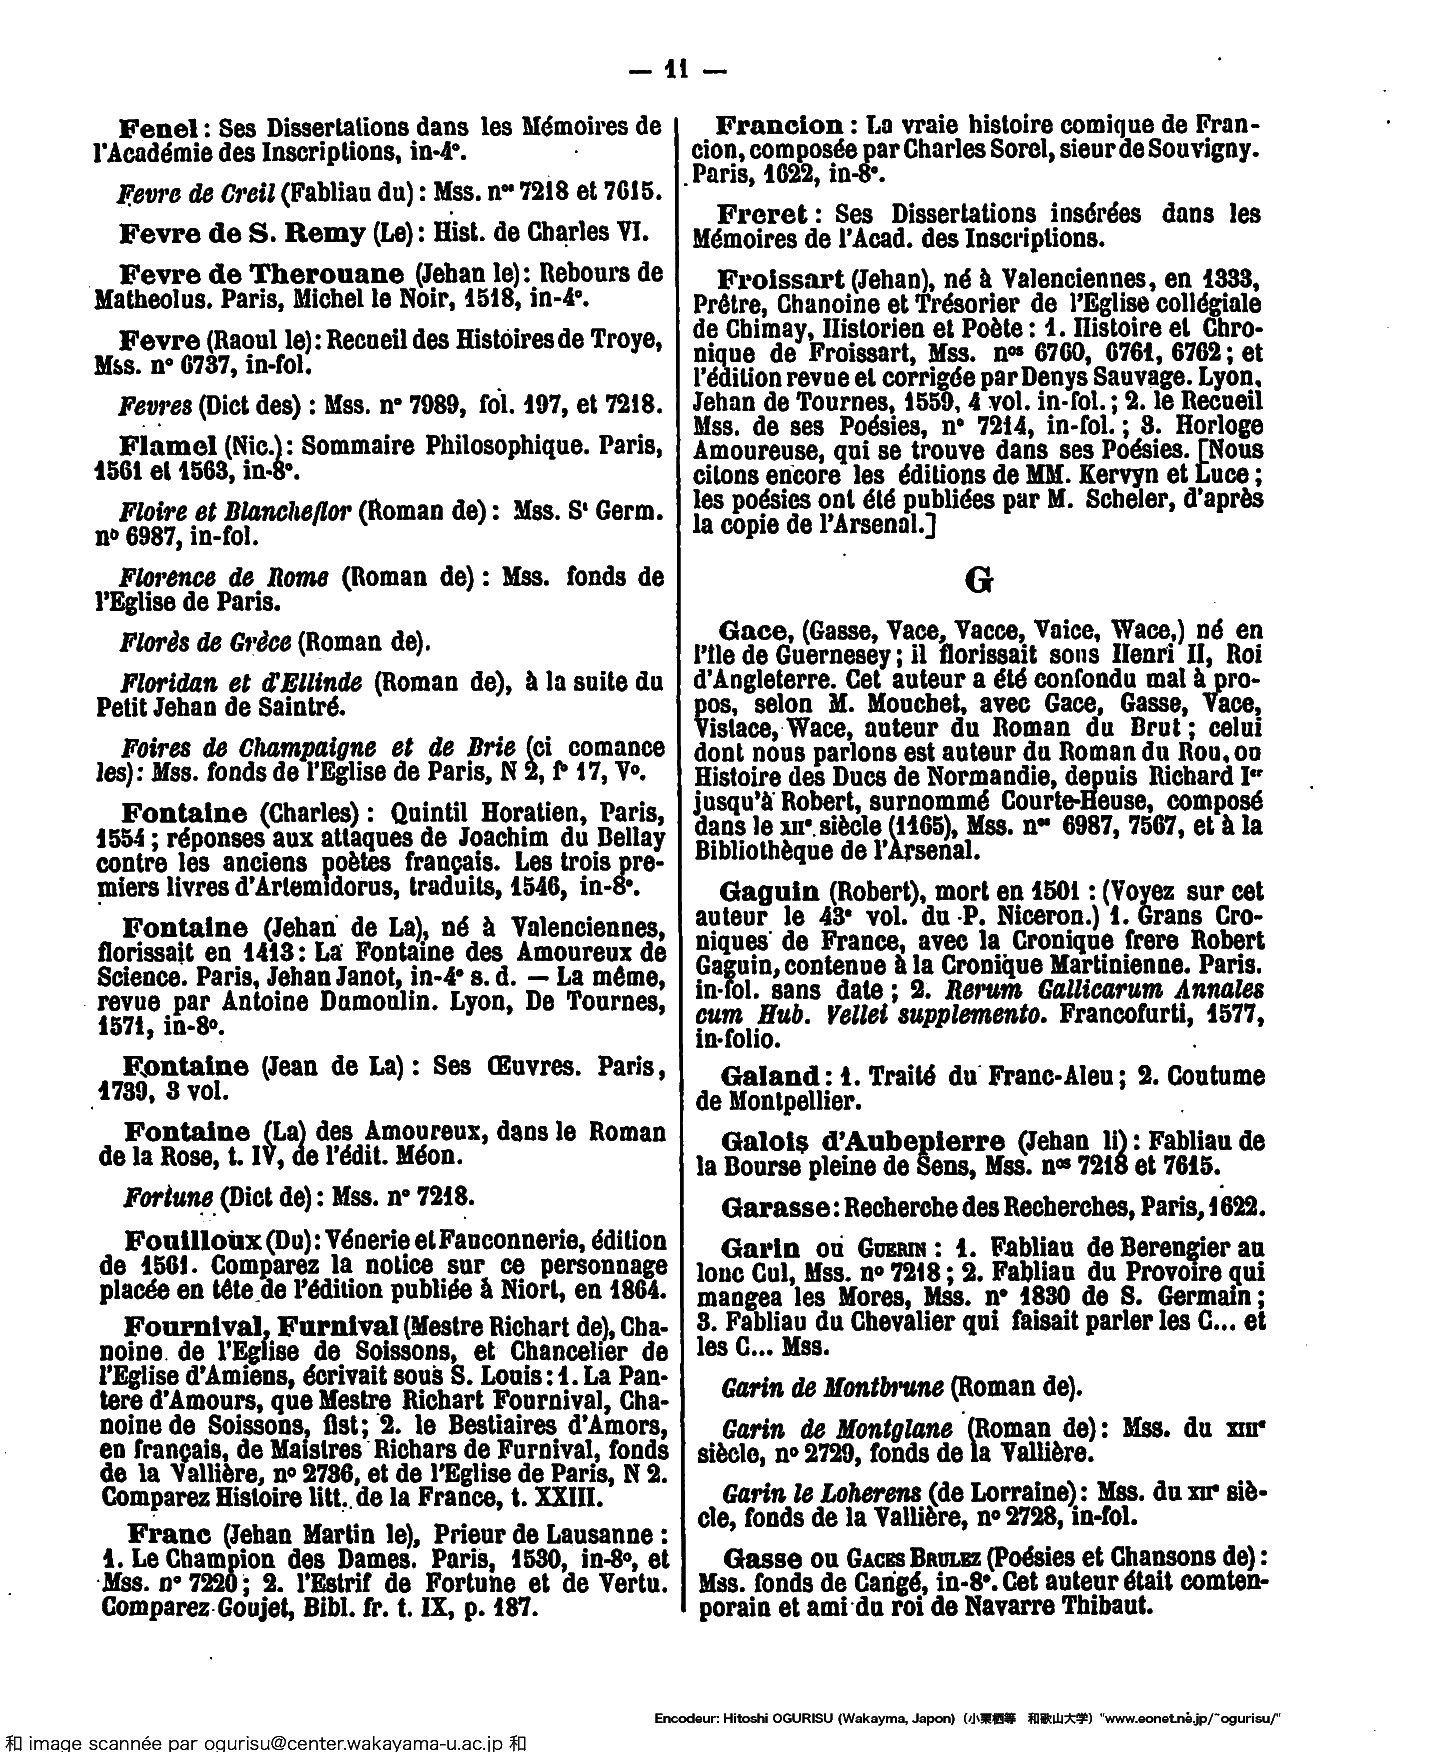 — 11 —
Fenel : Ses Dissertations dans les Mémoires de
l'Académie des Inscriptions, in-4°.
Fevre de Creil (Fabliau du) : Mss. nos 7218 et 7615.
Fevre de S. Remy (Le) : Hist. de Charles VI.
Fevre de Therouane (Jehan le) : Rebours de
Matheolus. Paris, Michel le Noir, 1518, in-4°.
Fevre (Raoul le) : Recueil des Histoires de Troye,
Mss. n° 6737, in-fol.
Fevres (Dict des) : Mss. n° 7989, fol. 197, et 7218.
Flamel (Nic.) : Sommaire Philosophique. Paris,
1561 et 1563, in-8°.
Floire et Blancheflor (Roman de) : Mss. St Germ.
n° 6987, in-fol.
Florence de Rome (Roman de) : Mss. fonds de
l'Eglise de Paris.
Florès de Grèce (Roman de).
Floridan et d'Ellinde (Roman de), à la suite du
Petit Jehan de Saintré.
Foires de Champaigne et de Brie (ci comance
les) : Mss. fonds de l'Eglise de Paris, N 2, f° 17, V°.
Fontaine (Charles) : Quintil Horatien, Paris,
1554 ; réponses aux attaques de Joachim du Bellay
contre les anciens poètes français. Les trois pre-
miers livres d'Artemidorus, traduits, 1546, in-8°.
Fontaine (Jehan de La), né à Valenciennes,
florissait en 1413 : La Fontaine des Amoureux de
Science. Paris, Jehan Janot, in-4° s. d. — La même,
revue par Antoine Dumoulin. Lyon, De Tournes,
1571, in-8°.
Fontaine (Jean de La) : Ses Œuvres. Paris,
1739, 3 vol.
Fontaine (La) des Amoureux, dans le Roman
de la Rose, t. IV, de l'édit. Méon.
Fortune (Dict de) : Mss. n° 7218.
Fouilloux (Du) : Vénerie et Fauconnerie, édition
de 1561. Comparez la notice sur ce personnage
placée en tête de l'édition publiée à Niort, en 1864.
Fournival, Furnival (Mestre Richart de), Cha-
noine de l'Eglise de Soissons, et Chancelier de
l'Eglise d'Amiens, écrivait sous S. Louis : 1. La Pan-
tere d'Amours, que Mestre Richart Fournival, Cha-
noine de Soissons, fist ; 2. le Bestiaires d'Amors,
en français, de Maistres Richars de Furnival, fonds
de la Vallière, n° 2736, et de l'Eglise de Paris, N 2.
Comparez Histoire litt. de la France, t. XXIII.
Franc (Jehan Martin le), Prieur de Lausanne :
1. Le Champion des Dames. Paris, 1530, in-8°, et
Mss. n° 7220 ; 2. l'Estrif de Fortune et de Vertu.
Comparez Goujet, Bibl. fr. t. IX, p. 187.
Francion : La vraie histoire comique de Fran-
cion, composée par Charles Sorel, sieur de Souvigny.
Paris, 1622, in-8°.
Freret : Ses Dissertations insérées dans les
Mémoires de l'Acad. des Inscriptions.
Froissart (Jehan), né à Valenciennes, en 1333,
Prêtre, Chanoine et Trésorier de l'Eglise collégiale
de Chimay, Historien et Poète : 1. Histoire et Chro-
nique de Froissart, Mss. nos 6760, 6761, 6762 ; et
l'édition revue et corrigée par Denys Sauvage. Lyon,
Jehan de Tournes, 1559, 4 vol. in-fol. ; 2. le Recueil
Mss. de ses Poésies, n° 7214, in-fol. ; 3. Horloge
Amoureuse, qui se trouve dans ses Poésies. [Nous
citons encore les éditions de MM. Kervyn et Luce ;
les poésies ont été publiées par M. Scheler, d'après
la copie de l'Arsenal.]
G
Gace, (Gasse, Vace, Vacce, Vaice, Wace,) né en
l'île de Guernesey ; il florissait sous Henri II, Roi
d'Angleterre. Cet auteur a été confondu mal à pro-
pos, selon M. Mouchet, avec Gace, Gasse, Vace,
Vistace, Wace, auteur du Roman du Brut ; celui
dont nous parlons est auteur du Roman du Rou, ou
Histoire des Ducs de Normandie, depuis Richard Ier
jusqu'à Robert, surnommé Courte-Heuse, composé
dans le XIIe siècle (1165), Mss. nos 6987, 7567, et à la
Bibliothèque de l'Arsenal.
Gaguin (Robert), mort en 1501 : (Voyez sur cet
auteur le 43e vol. du P. Niceron.) 1. Grans Cro-
niques de France, avec la Cronique frere Robert
Gaguin, contenue à la Cronique Martinienne. Paris.
in-fol. sans date ; 2. Rerum Gallicarum Annales
cum Hub. Vellei supplemento. Francofurti, 1577,
in-folio.
Galand : 1. Traité du Franc-Aleu ; 2. Coutume
de Montpellier.
Galois d'Aubepierre (Jehan li) : Fabliau de
la Bourse pleine de Sens, Mss. nos 7218 et 7615.
Garasse : Recherche des Recherches, Paris, 1622.
Garin ou Guerin : 1. Fabliau de Berengier au
lonc Cul, Mss. n° 7218 ; 2. Fabliau du Provoire qui
mangea les Mores, Mss. n° 1830 de S. Germain ;
3. Fabliau du Chevalier qui faisait parler les C... et
les C... Mss.
Garin de Montbrune (Roman de).
Garin de Montglane (Roman de) : Mss. du XIIIe
siècle, n° 2729, fonds de la Vallière.
Garin le Loherens (de Lorraine) : Mss. du XIIe siè-
cle, fonds de la Vallière, n° 2728, in-fol.
Gasse ou Gaces Brulez (Poésies et Chansons de) :
Mss. fonds de Cangé, in-8°. Cet auteur était comtem-
porain et ami du roi de Navarre Thibaut.
Encodeur: Hitoshi OGURISU (Wakayma, Japon) (小栗栖等 和歌山大学) "www.eonet.ne.jp/~ogurisu/"
和 image scannée par ogurisu@center.wakayama-u.ac.jp 和